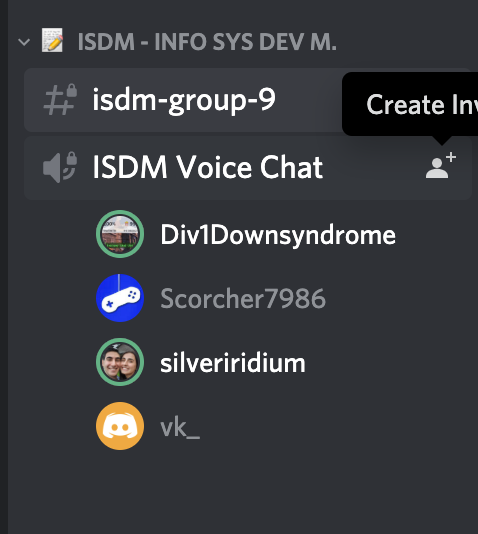 ISDM - INFO SYS DEV M.
isdm-group-9
Create Inv
ISDM Voice Chat
Div1Downsyndrome
Scorcher7986
silveriridium
vk_